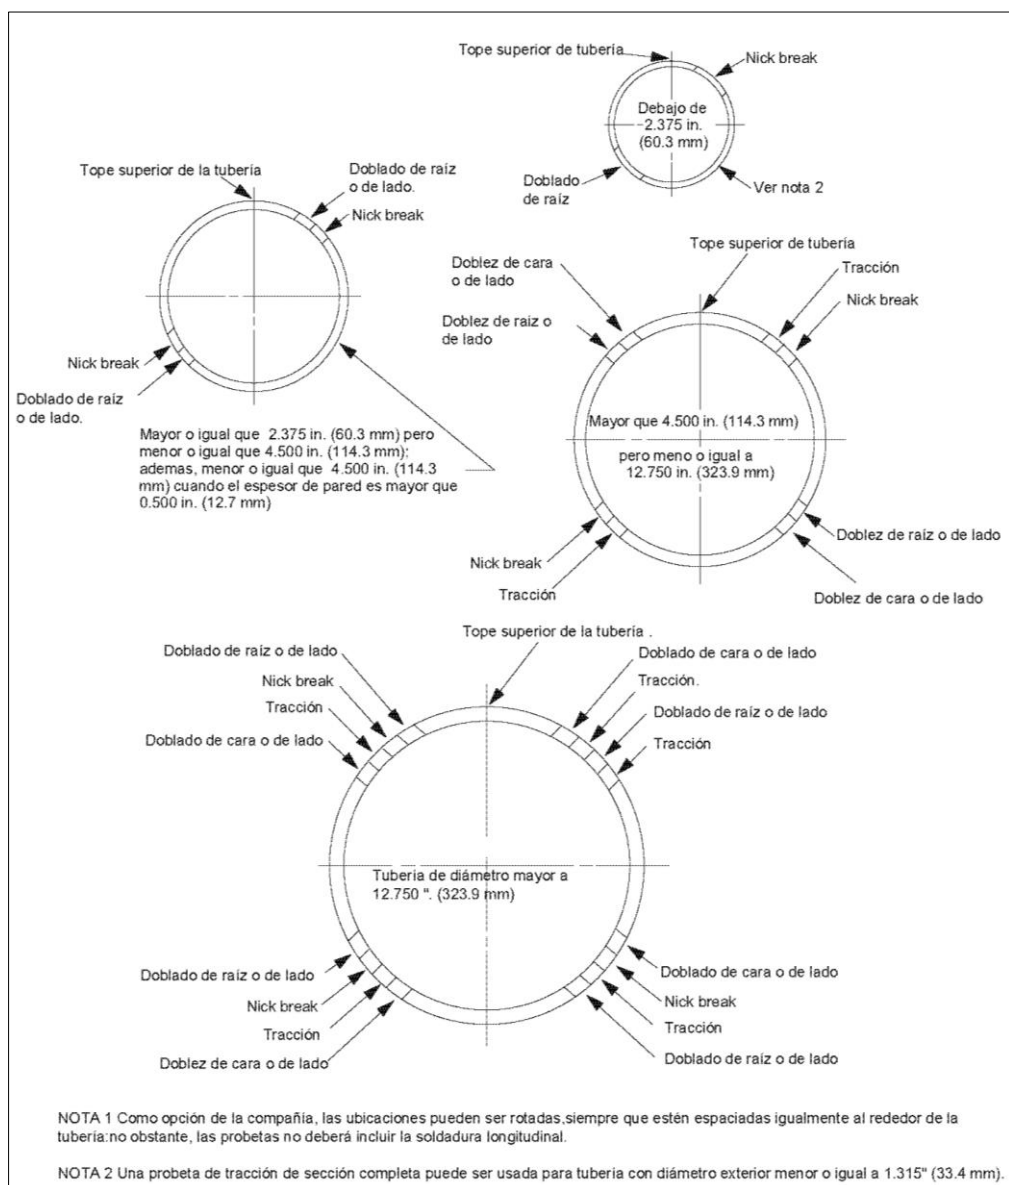 Tope superior de tubería
Nick break
Debajo de
2.375 in.
(60.3 mm)
Doblado
de raíz
Ver nota 2
Tope superior de la tubería
Doblado de raíz
o de lado.
Nick break
Nick break
Doblado de raíz
o de lado.
Mayor o igual que 2.375 in. (60.3 mm) pero
menor o igual que 4.500 in. (114.3 mm);
ademas, menor o igual que 4.500 in. (114.3
mm) cuando el espesor de pared es mayor que
0.500 in. (12.7 mm)
Tope superior de tubería
Doblez de cara
o de lado
Tracción
Nick break
Doblez de raíz o
de lado
Mayor que 4.500 in. (114.3 mm)
pero meno o igual a
12.750 in. (323.9 mm)
Nick break
Tracción
Doblez de raíz o de lado
Doblez de cara o de lado
Tope superior de la tubería .
Doblado de raíz o de lado
Nick break
Tracción
Doblado de cara o de lado
Doblado de cara o de lado
Tracción.
Doblado de raíz o de lado
Tracción
Tubería de diámetro mayor a
12.750 ". (323.9 mm)
Doblado de raíz o de lado
Nick break
Tracción
Doblez de cara o de lado
Doblado de cara o de lado
Nick break
Tracción
Doblado de raíz o de lado
NOTA 1 Como opción de la compañia, las ubicaciones pueden ser rotadas,siempre que estén espaciadas igualmente al rededor de la
tubería:no obstante, las probetas no deberá incluir la soldadura longitudinal.
NOTA 2 Una probeta de tracción de sección completa puede ser usada para tubería con diámetro exterior menor o igual a 1.315" (33.4 mm).